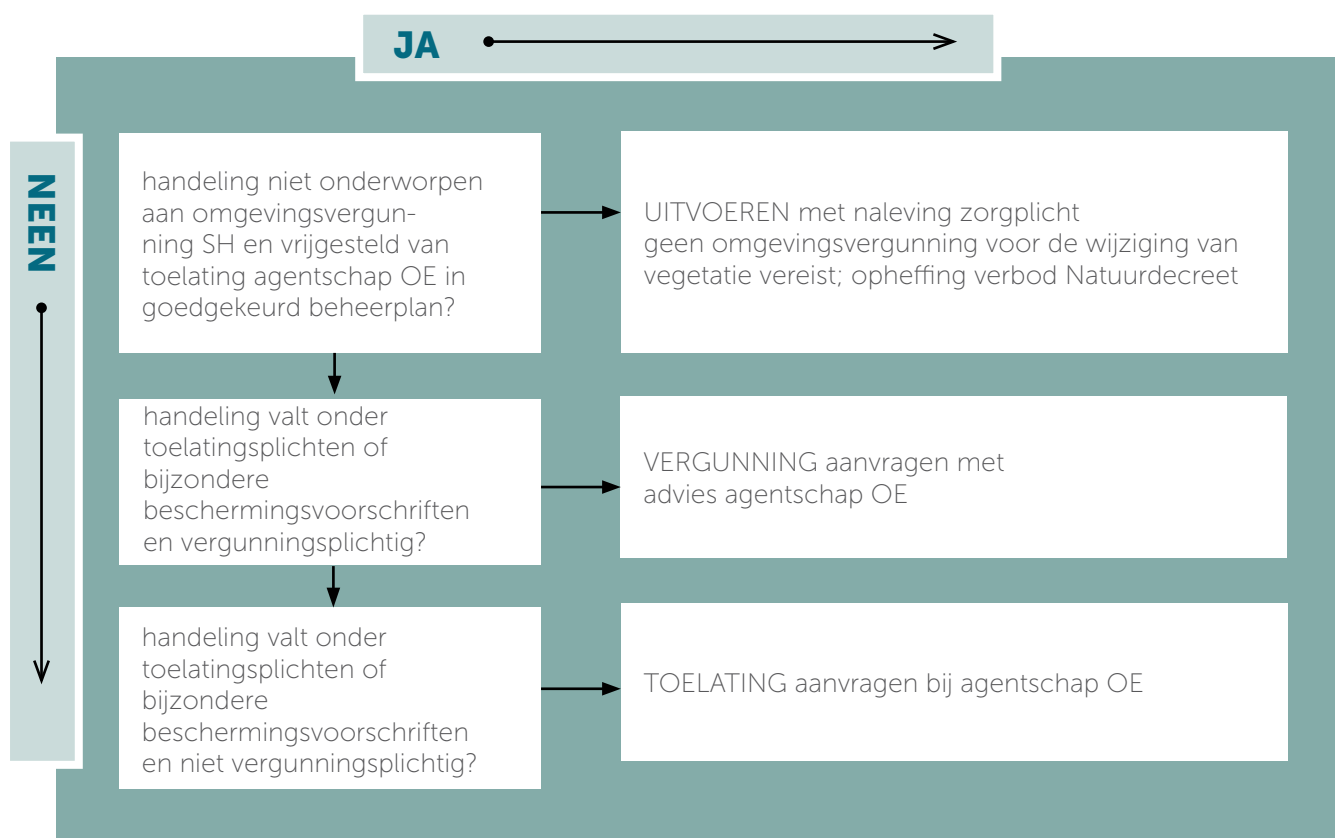 JA
NEEN
handeling niet onderworpen
aan omgevingsvergun-
ning SH en vrijgesteld van
toelating agentschap OE in
goedgekeurd beheerplan?
UITVOEREN met naleving zorgplicht
geen omgevingsvergunning voor de wijziging van
vegetatie vereist; opheffing verbod Natuurdecreet
handeling valt onder
toelatingsplichten of
bijzondere
beschermingsvoorschriften
en vergunningsplichtig?
VERGUNNING aanvragen met
advies agentschap OE
handeling valt onder
toelatingsplichten of
bijzondere
beschermingsvoorschriften
en niet vergunningsplichtig?
TOELATING aanvragen bij agentschap OE